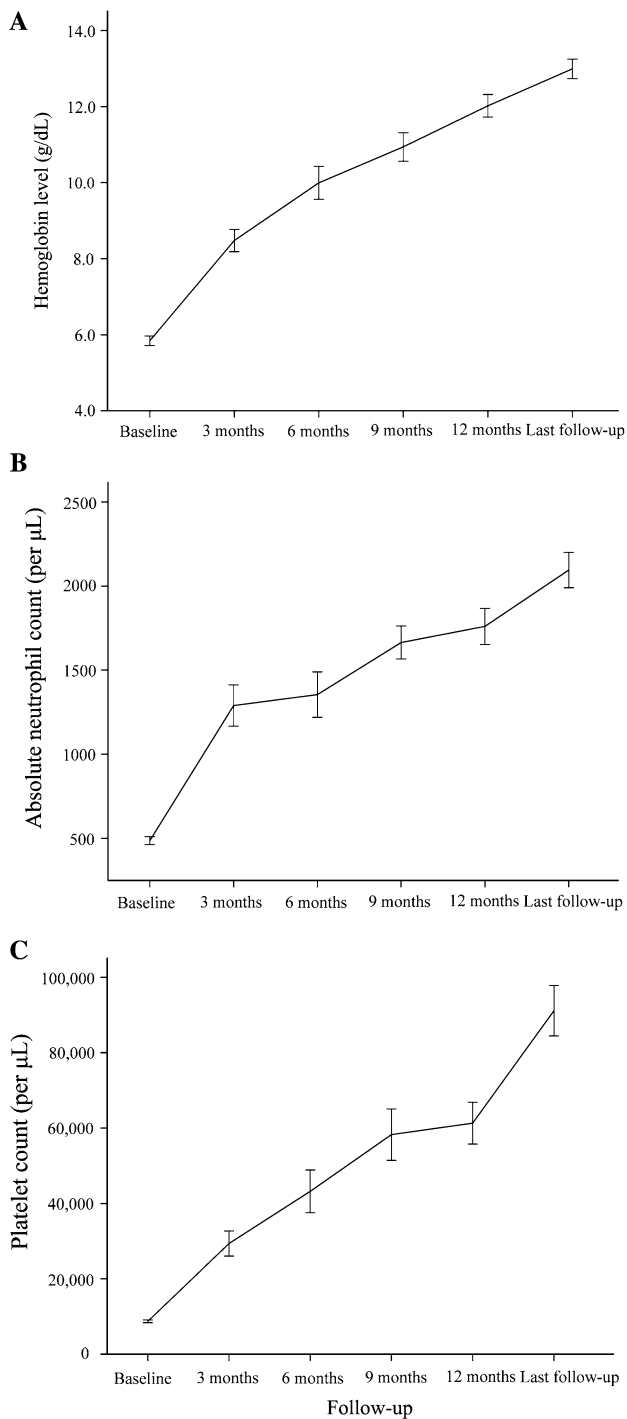 A
Hemoglobin level (g/dL)
14.0
12.0
10.0
8.0
6.0
4.0
Baseline 3 months 6 months 9 months 12 months Last follow-up
B
Absolute neutrophil count (per μL)
2500
2000
1500
1000
500
Baseline 3 months 6 months 9 months 12 months Last follow-up
C
Platelet count (per μL)
100,000
80,000
60,000
40,000
20,000
0
Baseline 3 months 6 months 9 months 12 months Last follow-up
Follow-up